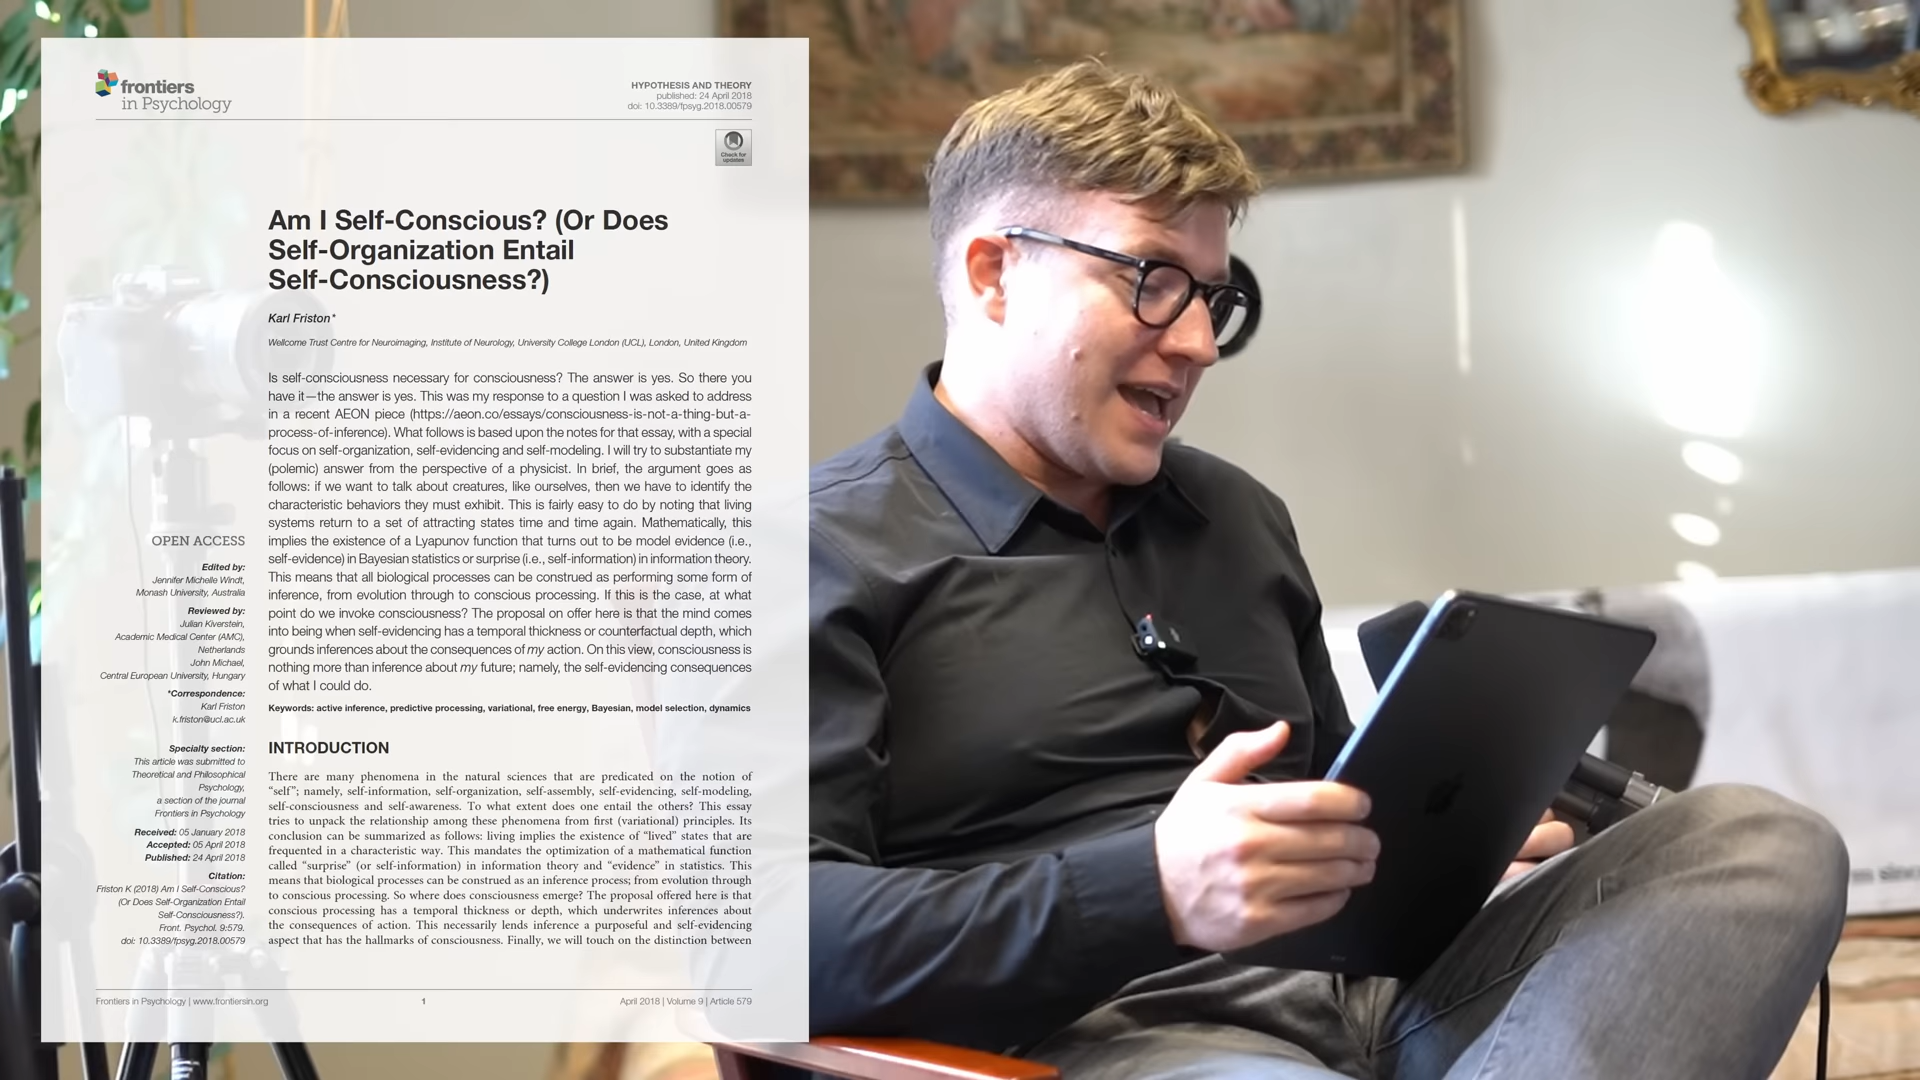 frontiers
in Psychology
HYPOTHESIS AND THEORY
published: 24 April 2018
doi: 10.3389/fpsyg.2018.00579
Check for
updates
Am I Self-Conscious? (Or Does
Self-Organization Entail
Self-Consciousness?)
Karl Friston*
Wellcome Trust Centre for Neuroimaging, Institute of Neurology, University College London (UCL), London, United Kingdom
Is self-consciousness necessary for consciousness? The answer is yes. So there you
have it—the answer is yes. This was my response to a question I was asked to address
in a recent AEON piece (https://aeon.co/essays/consciousness-is-not-a-thing-but-a-
process-of-inference). What follows is based upon the notes for that essay, with a special
focus on self-organization, self-evidencing and self-modeling. I will try to substantiate my
(polemic) answer from the perspective of a physicist. In brief, the argument goes as
follows: if we want to talk about creatures, like ourselves, then we have to identify the
characteristic behaviors they must exhibit. This is fairly easy to do by noting that living
systems return to a set of attracting states time and time again. Mathematically, this
implies the existence of a Lyapunov function that turns out to be model evidence (i.e.,
self-evidence) in Bayesian statistics or surprise (i.e., self-information) in information theory.
This means that all biological processes can be construed as performing some form of
inference, from evolution through to conscious processing. If this is the case, at what
point do we invoke consciousness? The proposal on offer here is that the mind comes
into being when self-evidencing has a temporal thickness or counterfactual depth, which
grounds inferences about the consequences of my action. On this view, consciousness is
nothing more than inference about my future; namely, the self-evidencing consequences
of what I could do.
Keywords: active inference, predictive processing, variational, free energy, Bayesian, model selection, dynamics
OPEN ACCESS
Edited by:
Jennifer Michelle Windt,
Monash University, Australia
Reviewed by:
Julian Kiverstein,
Academic Medical Center (AMC),
Netherlands
John Michael,
Central European University, Hungary
*Correspondence:
Karl Friston
k.friston@ucl.ac.uk
Specialty section:
This article was submitted to
Theoretical and Philosophical
Psychology,
a section of the journal
Frontiers in Psychology
Received: 05 January 2018
Accepted: 05 April 2018
Published: 24 April 2018
Citation:
Friston K (2018) Am I Self-Conscious?
(Or Does Self-Organization Entail
Self-Consciousness?).
Front. Psychol. 9:579.
doi: 10.3389/fpsyg.2018.00579
INTRODUCTION
There are many phenomena in the natural sciences that are predicated on the notion of
“self”; namely, self-information, self-organization, self-assembly, self-evidencing, self-modeling,
self-consciousness and self-awareness. To what extent does one entail the others? This essay
tries to unpack the relationship among these phenomena from first (variational) principles. Its
conclusion can be summarized as follows: living implies the existence of “lived” states that are
frequented in a characteristic way. This mandates the optimization of a mathematical function
called “surprise” (or self-information) in information theory and “evidence” in statistics. This
means that biological processes can be construed as an inference process; from evolution through
to conscious processing. So where does consciousness emerge? The proposal offered here is that
conscious processing has a temporal thickness or depth, which underwrites inferences about
the consequences of action. This necessarily lends inference a purposeful and self-evidencing
aspect that has the hallmarks of consciousness. Finally, we will touch on the distinction between
Frontiers in Psychology | www.frontiersin.org
1
April 2018 | Volume 9 | Article 579